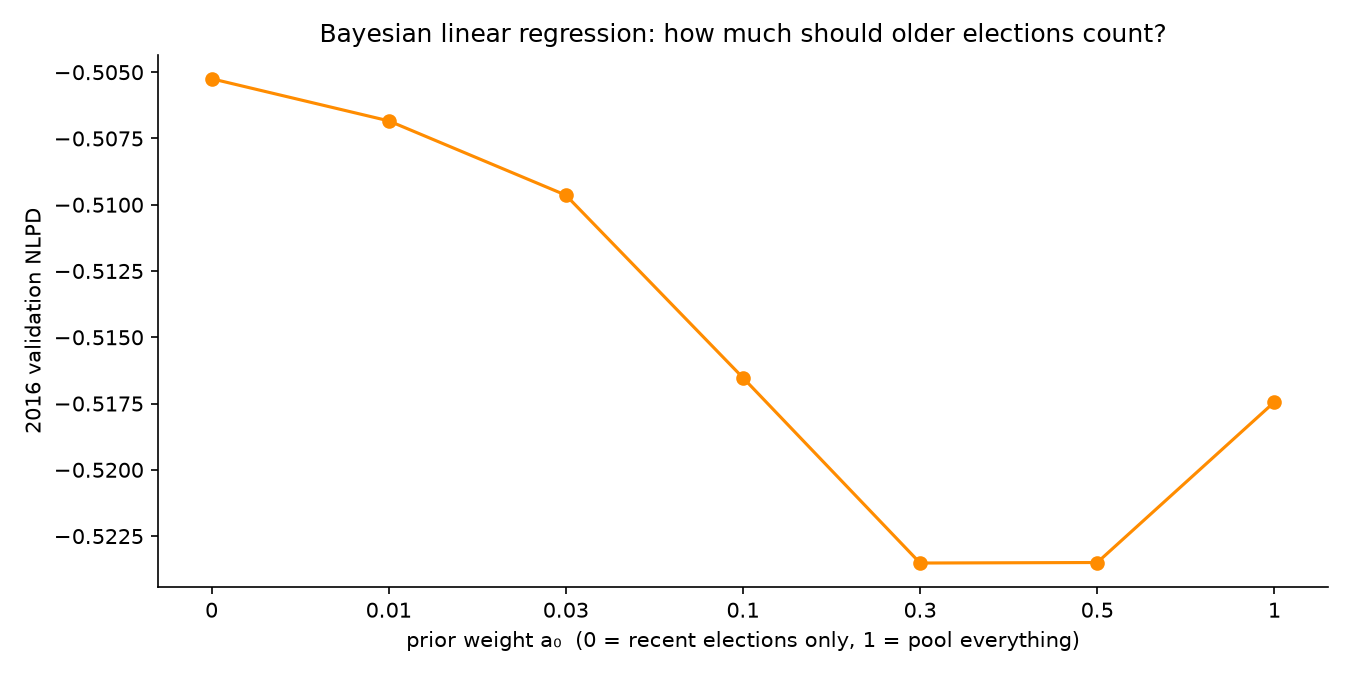 Bayesian linear regression: how much should older elections count?
2016 validation NLPD
−0.5050
−0.5075
−0.5100
−0.5125
−0.5150
−0.5175
−0.5200
−0.5225
0 0.01 0.03 0.1 0.3 0.5 1
prior weight a₀ (0 = recent elections only, 1 = pool everything)